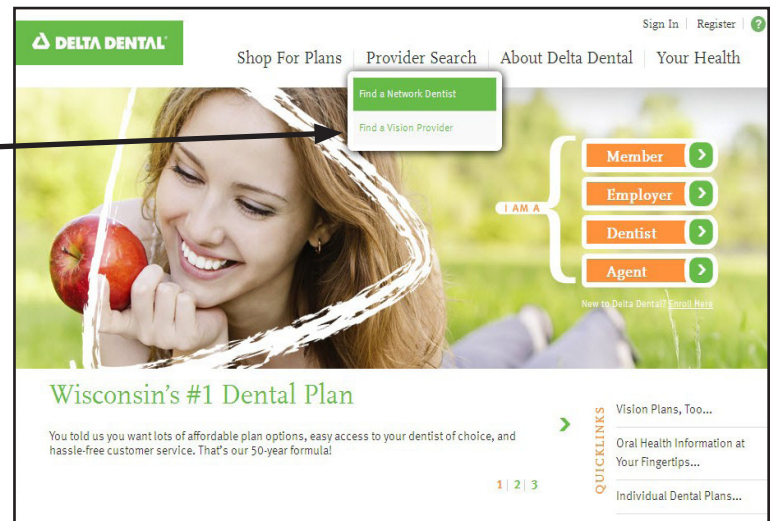 Sign In | Register | ?
DELTA DENTAL
Shop For Plans | Provider Search | About Delta Dental | Your Health
Find a Network Dentist
Find a Vision Provider
I AM A
Member
Employer
Dentist
Agent
New to Delta Dental? Enroll Here
Wisconsin's #1 Dental Plan
You told us you want lots of affordable plan options, easy access to your dentist of choice, and
hassle-free customer service. That's our 50-year formula!
1 | 2 | 3
QUICKLINKS
Vision Plans, Too...
Oral Health Information at
Your Fingertips...
Individual Dental Plans...